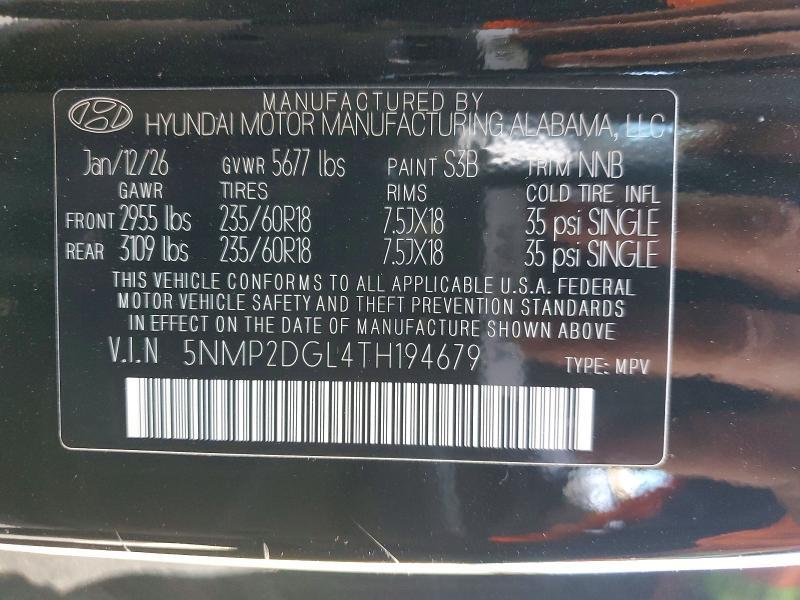 MANUFACTURED BY
HYUNDAI MOTOR MANUFACTURING ALABAMA, LLC
Jan/12/26 GVWR 5677 lbs PAINT S3B TRIM NNB
GAWR TIRES RIMS COLD TIRE INFL
FRONT 2955 lbs 235/60R18 7.5JX18 35 psi SINGLE
REAR 3109 lbs 235/60R18 7.5JX18 35 psi SINGLE
THIS VEHICLE CONFORMS TO ALL APPLICABLE U.S.A. FEDERAL
MOTOR VEHICLE SAFETY AND THEFT PREVENTION STANDARDS
IN EFFECT ON THE DATE OF MANUFACTURE SHOWN ABOVE
V.I.N 5NMP2DGL4TH194679 TYPE: MPV